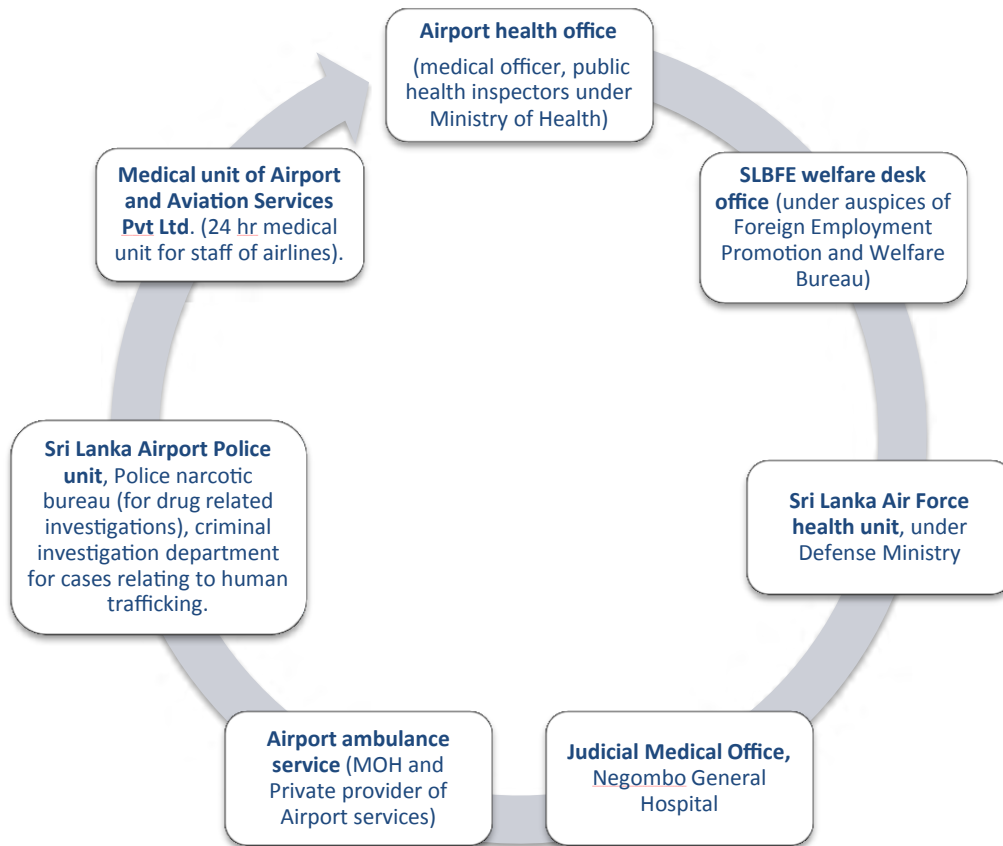 Airport health office
(medical officer, public
health inspectors under
Ministry of Health)
SLBFE welfare desk
office (under auspices of
Foreign Employment
Promotion and Welfare
Bureau)
Sri Lanka Air Force
health unit, under
Defense Ministry
Judicial Medical Office,
Negombo General
Hospital
Airport ambulance
service (MOH and
Private provider of
Airport services)
Sri Lanka Airport Police
unit, Police narcotic
bureau (for drug related
investigations), criminal
investigation department
for cases relating to human
trafficking.
Medical unit of Airport
and Aviation Services
Pvt Ltd. (24 hr medical
unit for staff of airlines).